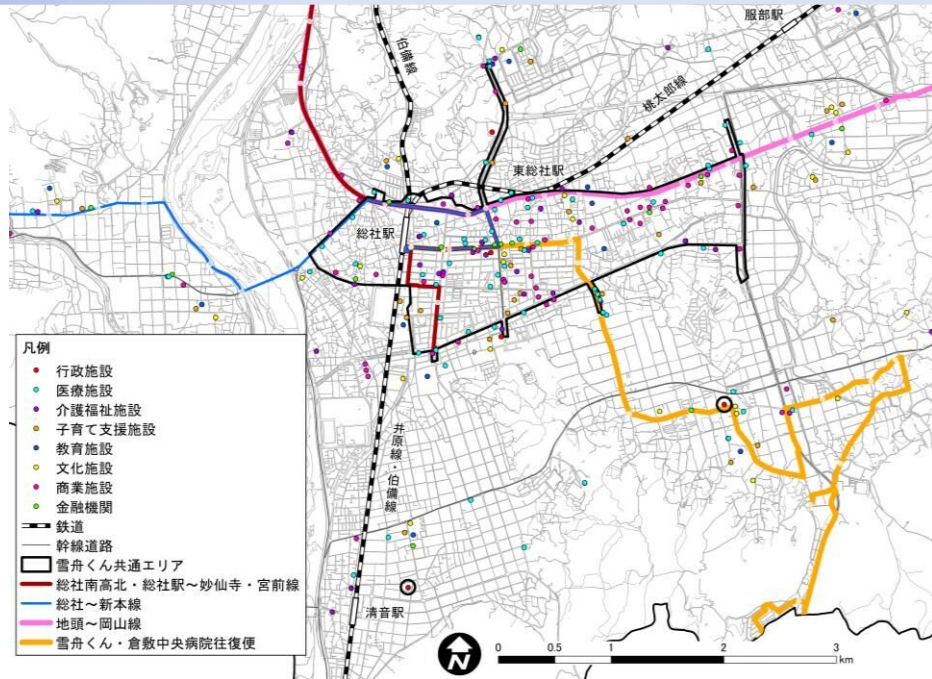 服部駅
伯備線
桃太郎線
東総社駅
総社駅
井原線・伯備線
清音駅
凡例
行政施設
医療施設
介護福祉施設
子育て支援施設
教育施設
文化施設
商業施設
金融機関
鉄道
幹線道路
雪舟くん共通エリア
総社南高北・総社駅～妙仙寺・宮前線
総社～新本線
地頭～岡山線
雪舟くん・倉敷中央病院往復便
N
0 0.5 1 2 3
km